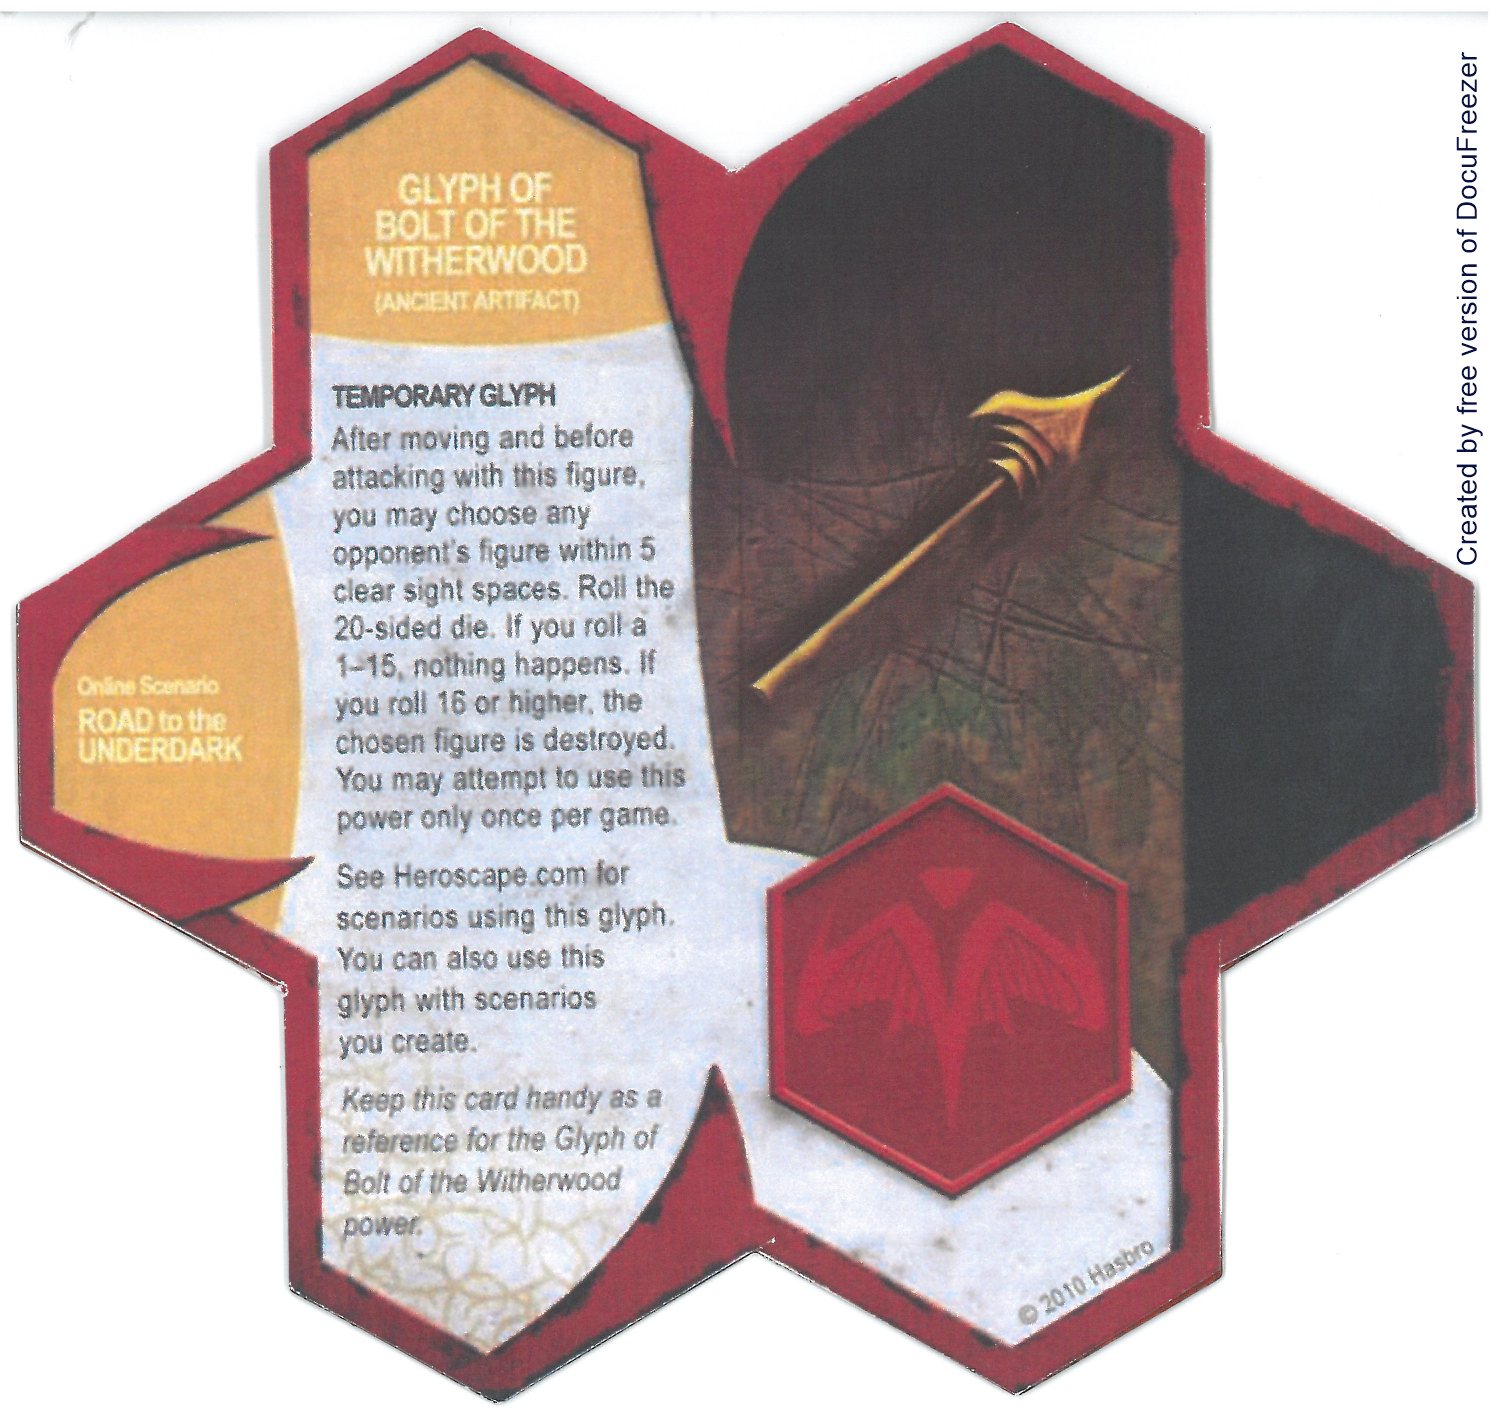 GLYPH OF
BOLT OF THE
WITHERWOOD
(ANCIENT ARTIFACT)
TEMPORARY GLYPH
After moving and before
attacking with this figure,
you may choose any
opponent's figure within 5
clear sight spaces. Roll the
20-sided die. If you roll a
1–15, nothing happens. If
you roll 16 or higher, the
chosen figure is destroyed.
You may attempt to use this
power only once per game.
See Heroscape.com for
scenarios using this glyph.
You can also use this
glyph with scenarios
you create.
Keep this card handy as a
reference for the Glyph of
Bolt of the Witherwood
power.
Online Scenario
ROAD to the
UNDERDARK
© 2010 Hasbro
Created by free version of DocuFreezer